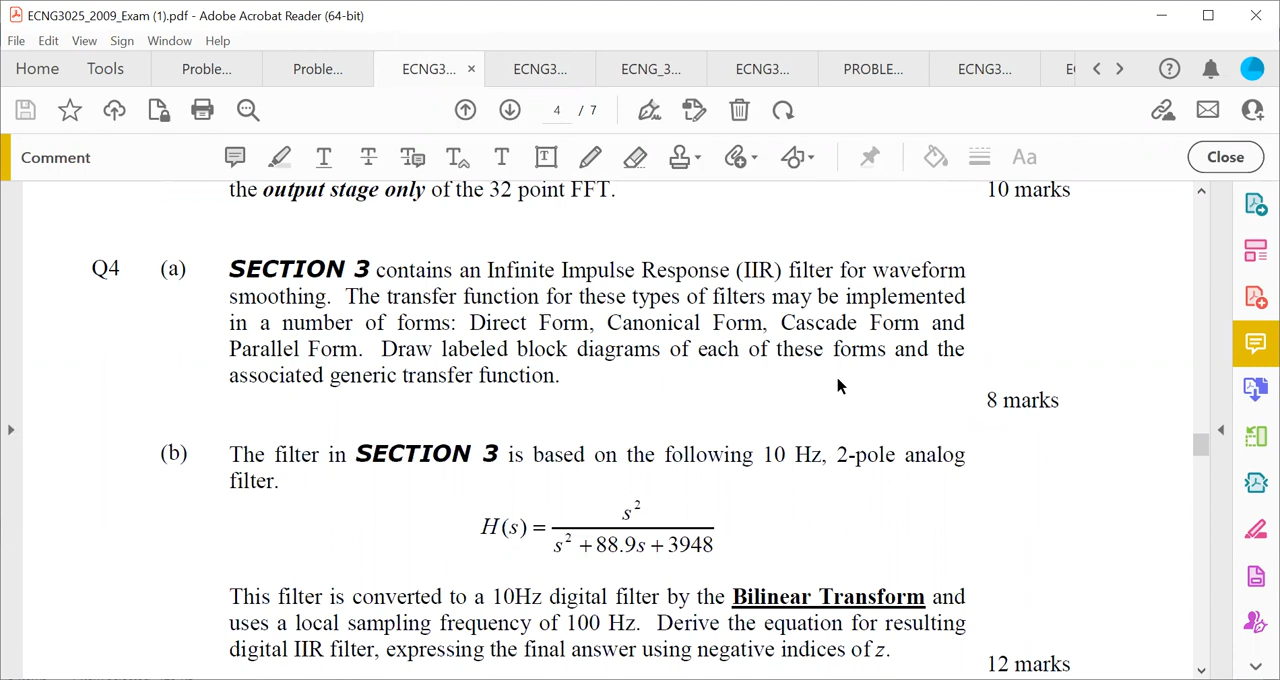 ECNG3025_2009_Exam (1).pdf - Adobe Acrobat Reader (64-bit)
File Edit View Sign Window Help
Home Tools Proble... Proble... ECNG3... × ECNG3... ECNG_3... ECNG3... PROBLE... ECNG3...
4 / 7
Comment Aa Close
the output stage only of the 32 point FFT. 10 marks
Q4 (a) SECTION 3 contains an Infinite Impulse Response (IIR) filter for waveform
smoothing. The transfer function for these types of filters may be implemented
in a number of forms: Direct Form, Canonical Form, Cascade Form and
Parallel Form. Draw labeled block diagrams of each of these forms and the
associated generic transfer function.
8 marks
(b) The filter in SECTION 3 is based on the following 10 Hz, 2-pole analog
filter.
H(s) = s² / (s² + 88.9s + 3948)
This filter is converted to a 10Hz digital filter by the Bilinear Transform and
uses a local sampling frequency of 100 Hz. Derive the equation for resulting
digital IIR filter, expressing the final answer using negative indices of z.
12 marks